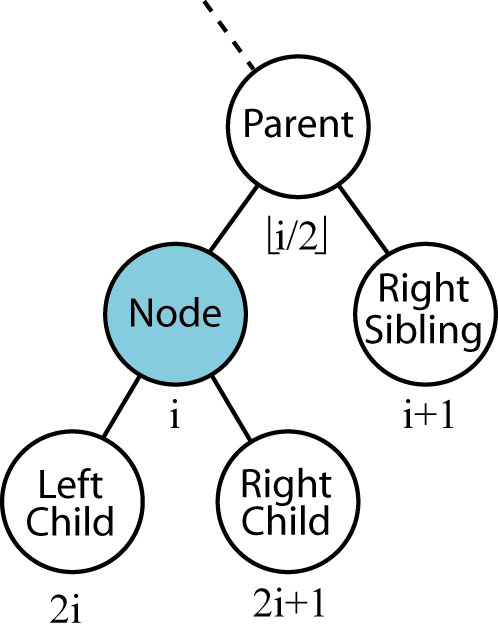 Parent
⌊i/2⌋
Node
Right
Sibling
i
i+1
Left
Child
Right
Child
2i
2i+1